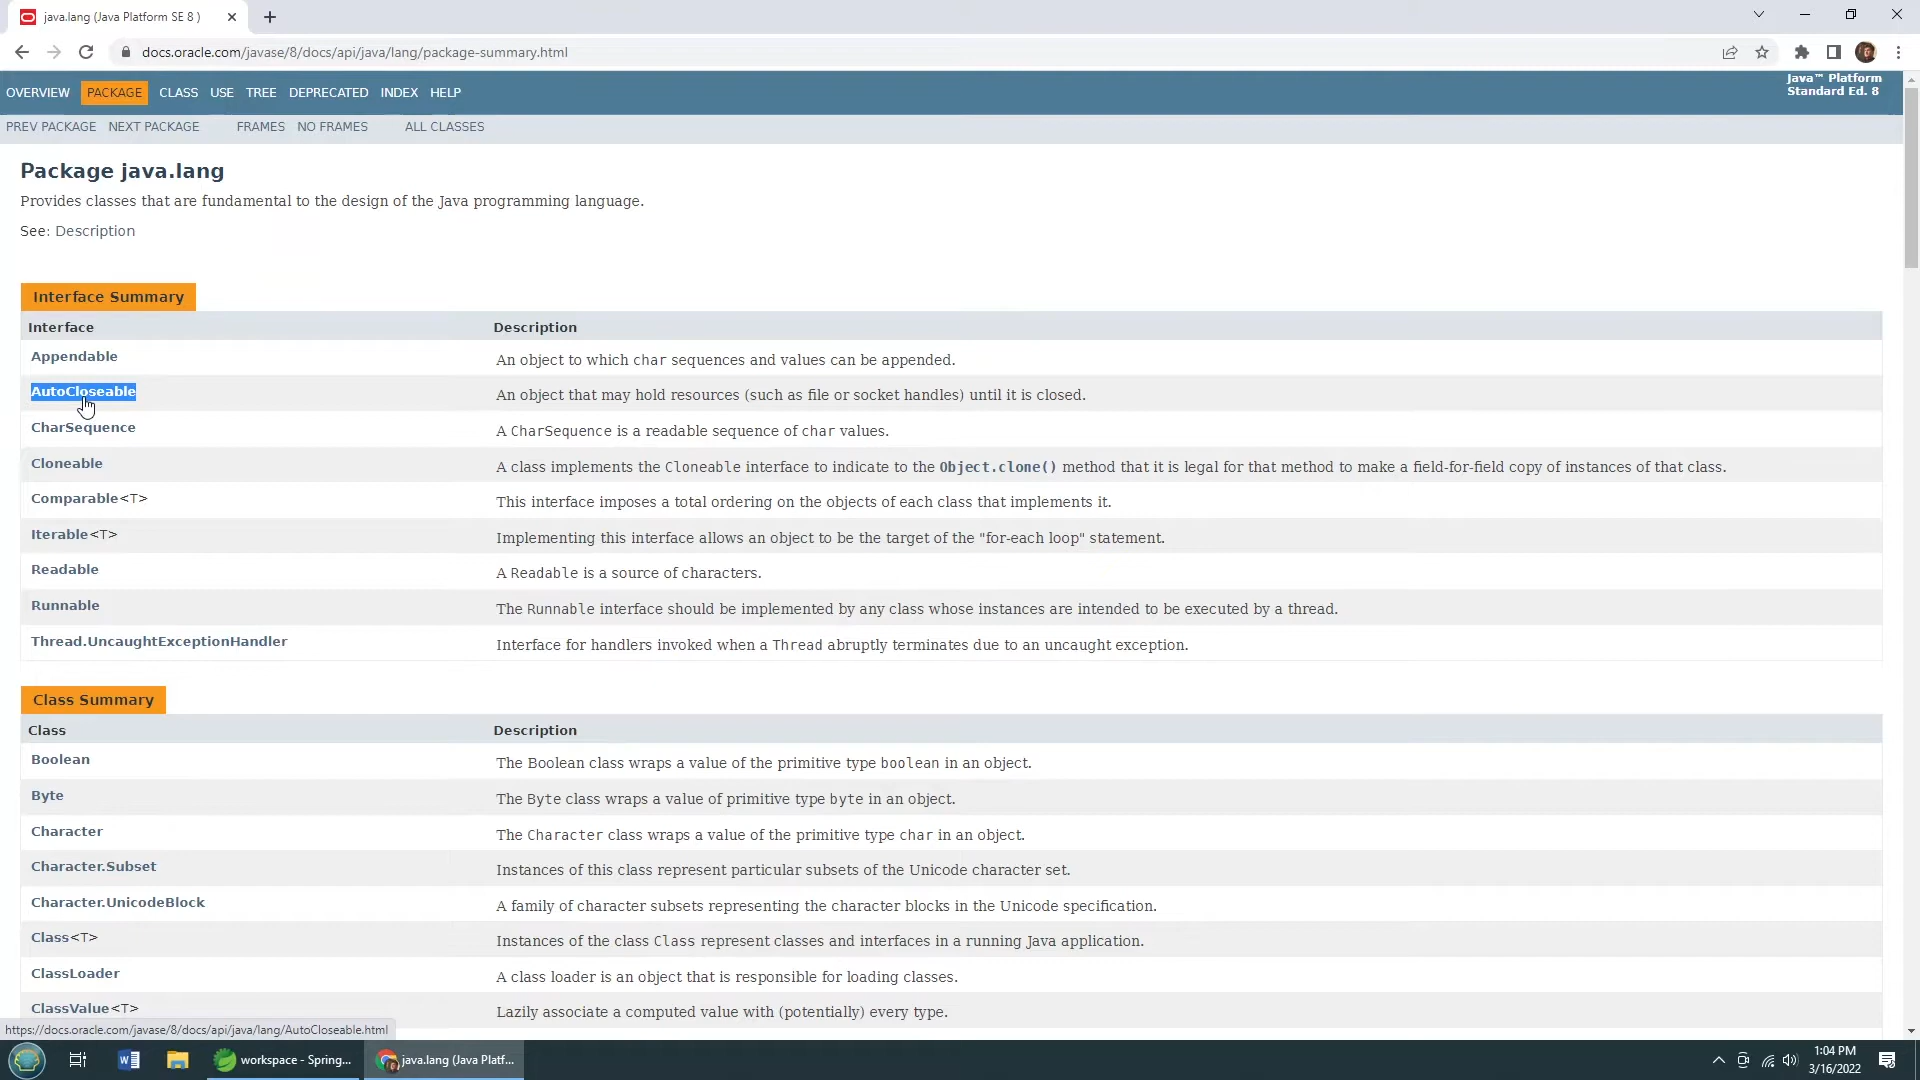 java.lang (Java Platform SE 8 )
docs.oracle.com/javase/8/docs/api/java/lang/package-summary.html
OVERVIEW PACKAGE CLASS USE TREE DEPRECATED INDEX HELP
Java™ Platform
Standard Ed. 8
PREV PACKAGE NEXT PACKAGE FRAMES NO FRAMES ALL CLASSES
Package java.lang
Provides classes that are fundamental to the design of the Java programming language.
See: Description
Interface Summary
Interface Description
Appendable An object to which char sequences and values can be appended.
AutoCloseable An object that may hold resources (such as file or socket handles) until it is closed.
CharSequence A CharSequence is a readable sequence of char values.
Cloneable A class implements the Cloneable interface to indicate to the Object.clone() method that it is legal for that method to make a field-for-field copy of instances of that class.
Comparable<T> This interface imposes a total ordering on the objects of each class that implements it.
Iterable<T> Implementing this interface allows an object to be the target of the "for-each loop" statement.
Readable A Readable is a source of characters.
Runnable The Runnable interface should be implemented by any class whose instances are intended to be executed by a thread.
Thread.UncaughtExceptionHandler Interface for handlers invoked when a Thread abruptly terminates due to an uncaught exception.
Class Summary
Class Description
Boolean The Boolean class wraps a value of the primitive type boolean in an object.
Byte The Byte class wraps a value of primitive type byte in an object.
Character The Character class wraps a value of the primitive type char in an object.
Character.Subset Instances of this class represent particular subsets of the Unicode character set.
Character.UnicodeBlock A family of character subsets representing the character blocks in the Unicode specification.
Class<T> Instances of the class Class represent classes and interfaces in a running Java application.
ClassLoader A class loader is an object that is responsible for loading classes.
ClassValue<T> Lazily associate a computed value with (potentially) every type.
https://docs.oracle.com/javase/8/docs/api/java/lang/AutoCloseable.html
workspace - Spring... java.lang (Java Platf...
1:04 PM
3/16/2022